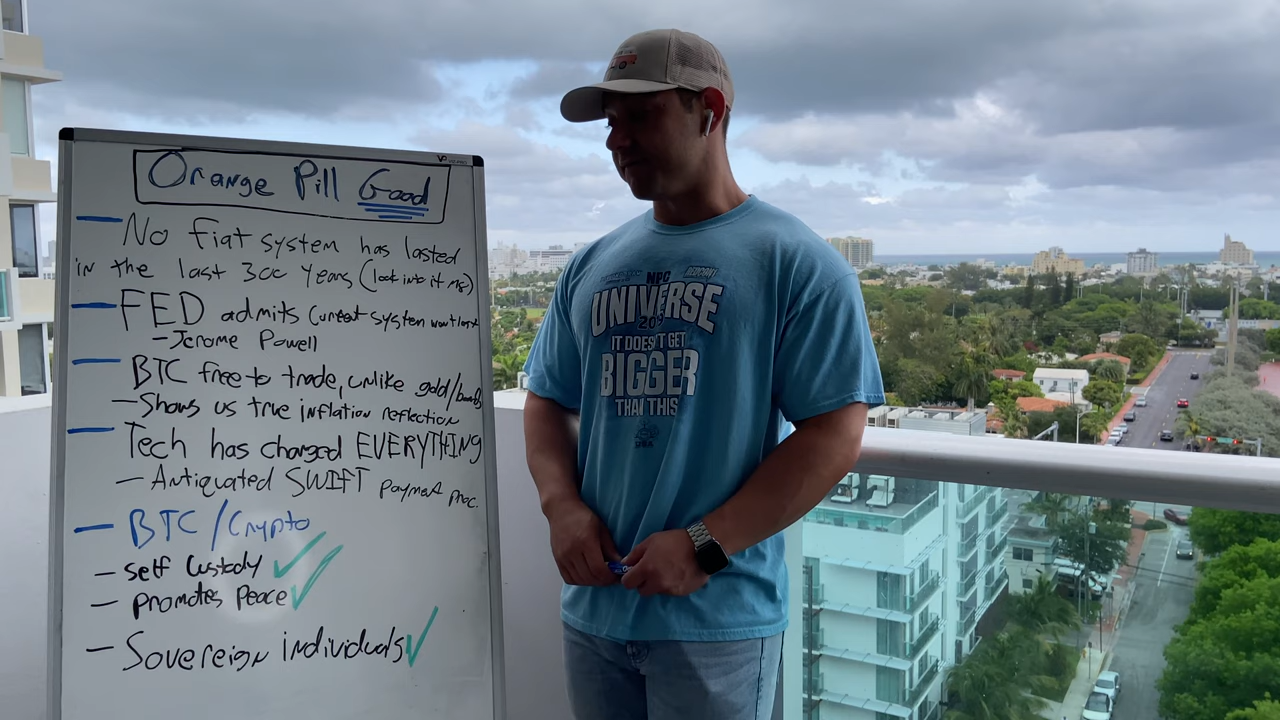 Orange Pill Good
No Fiat system has lasted
in the last 300 Years (look into it
FED admits current system won't last
- Jerome Powell
BTC free to trade, unlike gold/bonds
- Shows us true inflation reflection
Tech has changed EVERYTHING
- Antiquated SWIFT payment proc.
BTC/Crypto
- self custody ✓
- promotes Peace ✓
- Sovereign individuals ✓
NPC
UNIVERSE
IT DOESN'T GET
BIGGER
THAN THIS
USA